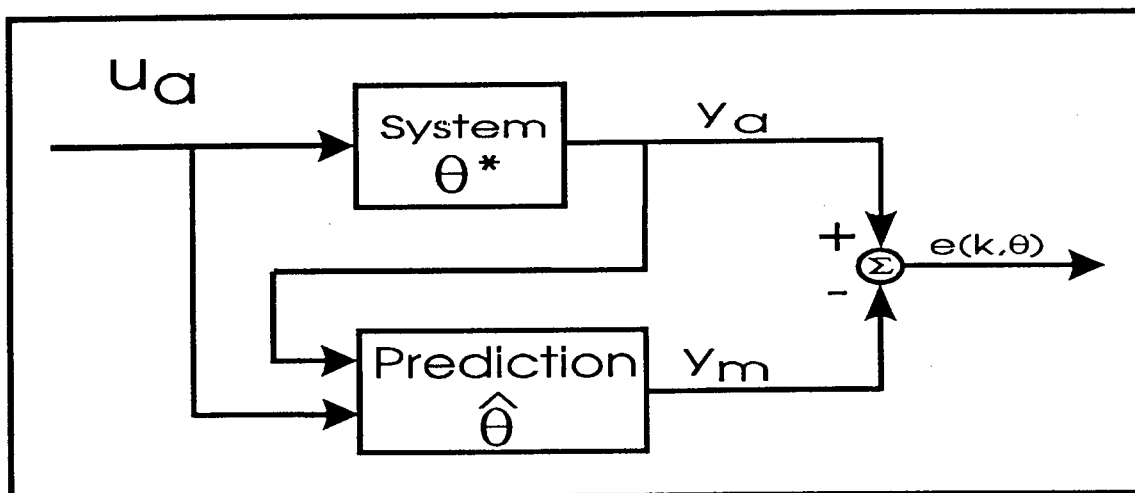 u_a
System
θ*
y_a
+
Σ
e(k,θ)
-
Prediction
θ̂
y_m